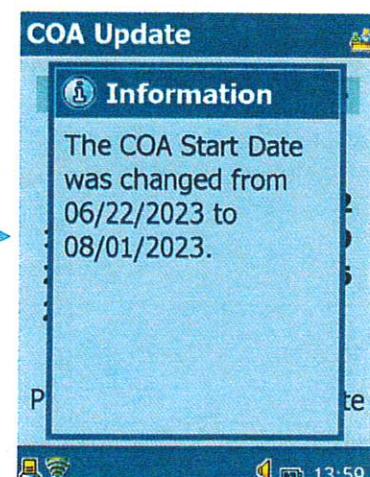 COA Update
Information
The COA Start Date
was changed from
06/22/2023 to
08/01/2023.
P
te
13:59